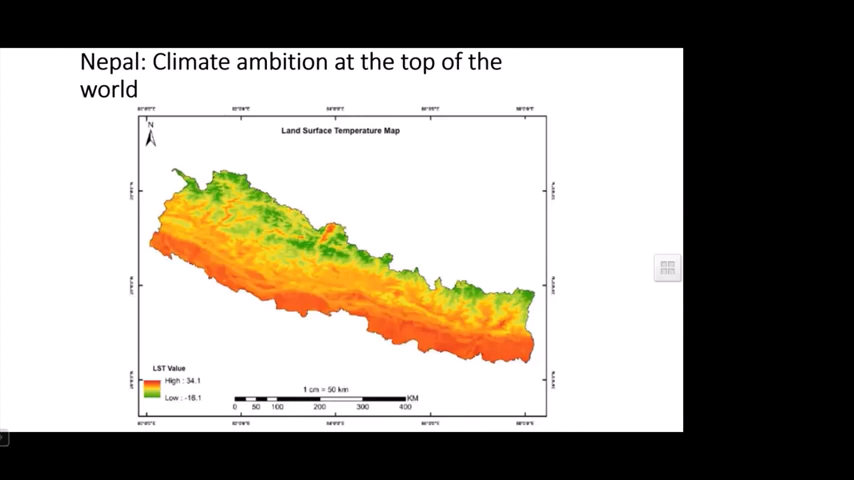 Nepal: Climate ambition at the top of the
world
N
Land Surface Temperature Map
LST Value
High : 34.1
Low : -16.1
1 cm = 50 km
KM
0 50 100 200 300 400